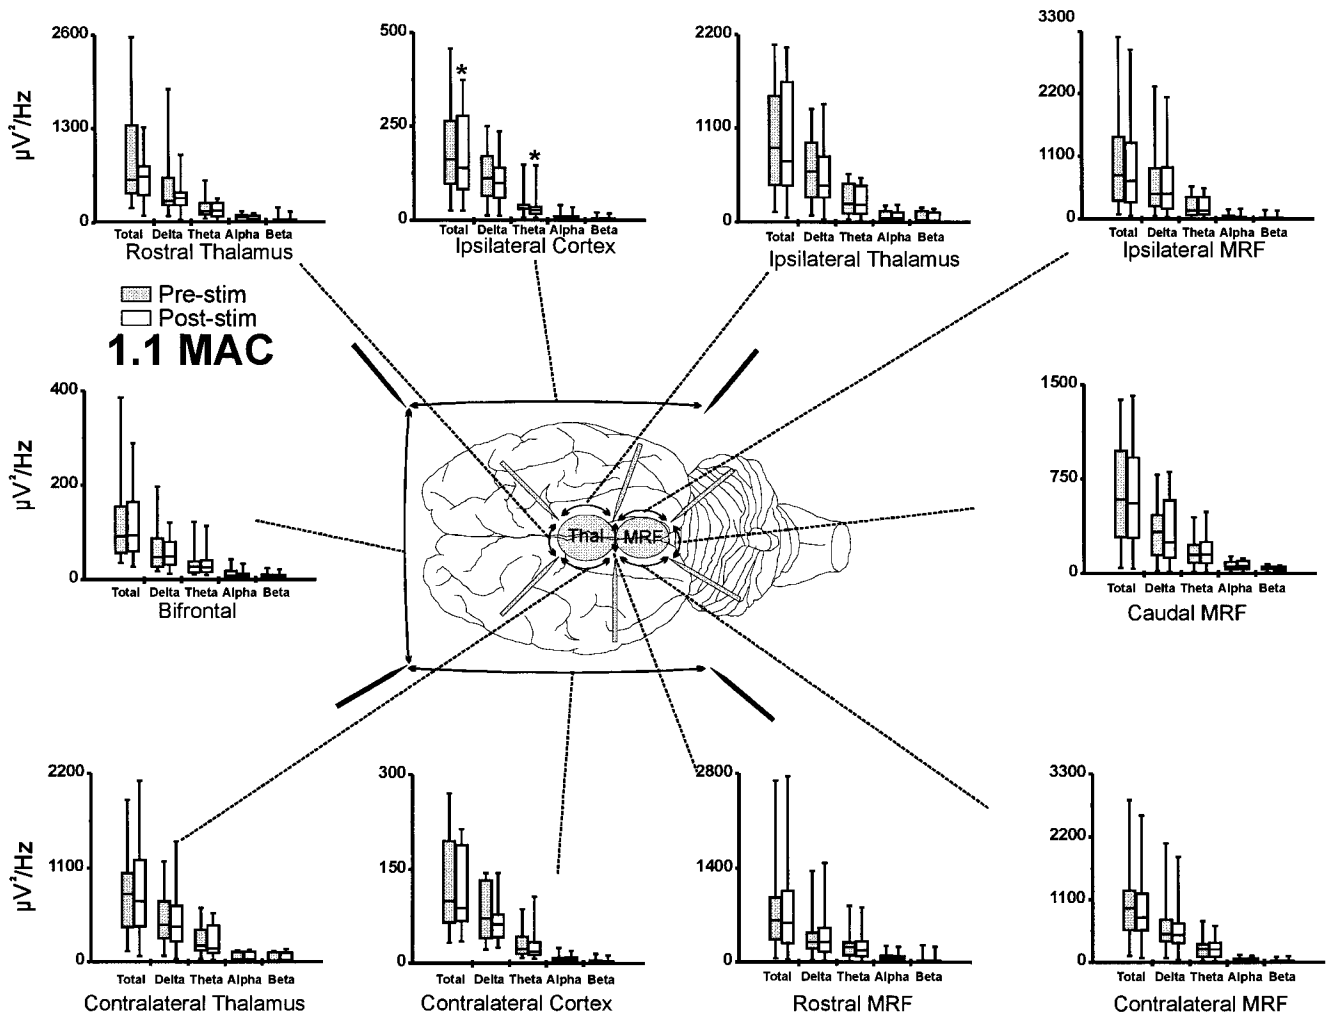 2600
1300
0
µV²/Hz
Total Delta Theta Alpha Beta
Rostral Thalamus
500
250
0
*
*
Total Delta Theta Alpha Beta
Ipsilateral Cortex
2200
1100
0
Total Delta Theta Alpha Beta
Ipsilateral Thalamus
3300
2200
1100
0
Total Delta Theta Alpha Beta
Ipsilateral MRF
Pre-stim
Post-stim
1.1 MAC
400
200
0
µV²/Hz
Total Delta Theta Alpha Beta
Bifrontal
Thal
MRF
1500
750
0
Total Delta Theta Alpha Beta
Caudal MRF
2200
1100
0
µV²/Hz
Total Delta Theta Alpha Beta
Contralateral Thalamus
300
150
0
Total Delta Theta Alpha Beta
Contralateral Cortex
2800
1400
0
Total Delta Theta Alpha Beta
Rostral MRF
3300
2200
1100
0
Total Delta Theta Alpha Beta
Contralateral MRF